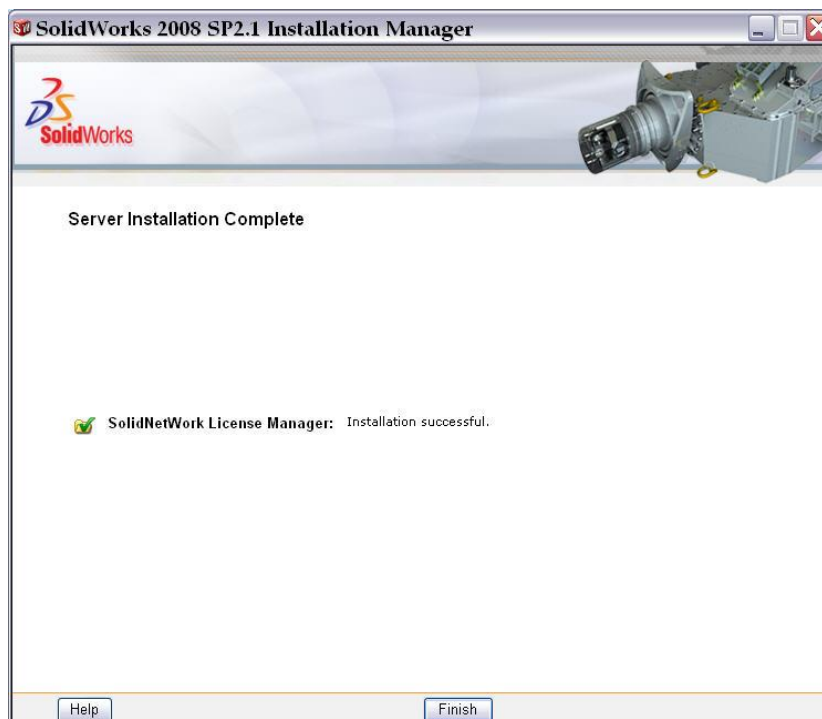 SolidWorks 2008 SP2.1 Installation Manager
SolidWorks
Server Installation Complete
SolidNetWork License Manager: Installation successful.
Help Finish